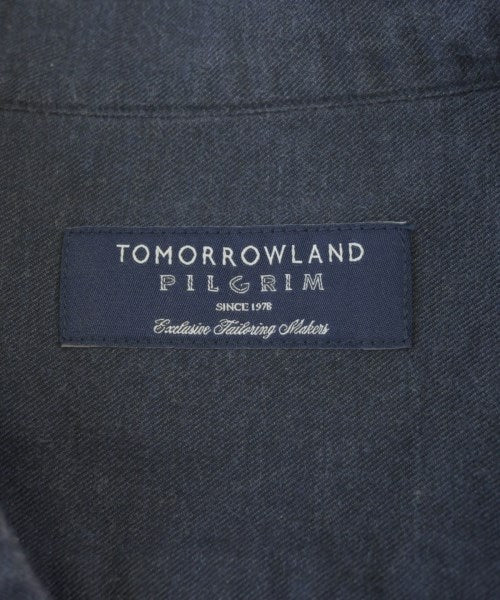 TOMORROWLAND
PILGRIM
SINCE 1978
Exclusive Tailoring Makers